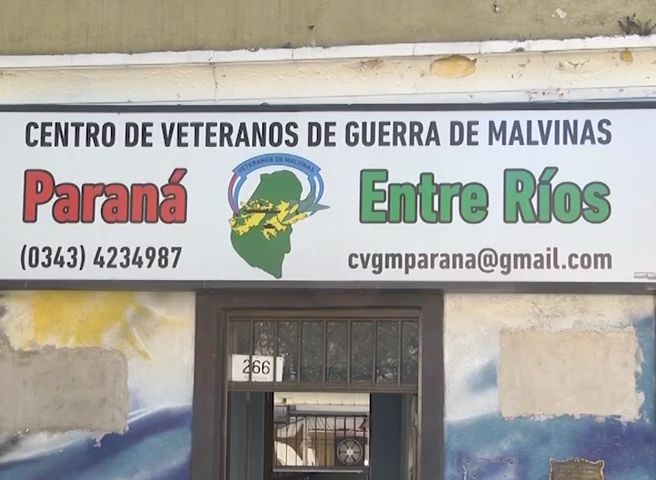 CENTRO DE VETERANOS DE GUERRA DE MALVINAS
VETERANOS DE MALVINAS
Paraná Entre Ríos
(0343) 4234987 cvgmparana@gmail.com
266